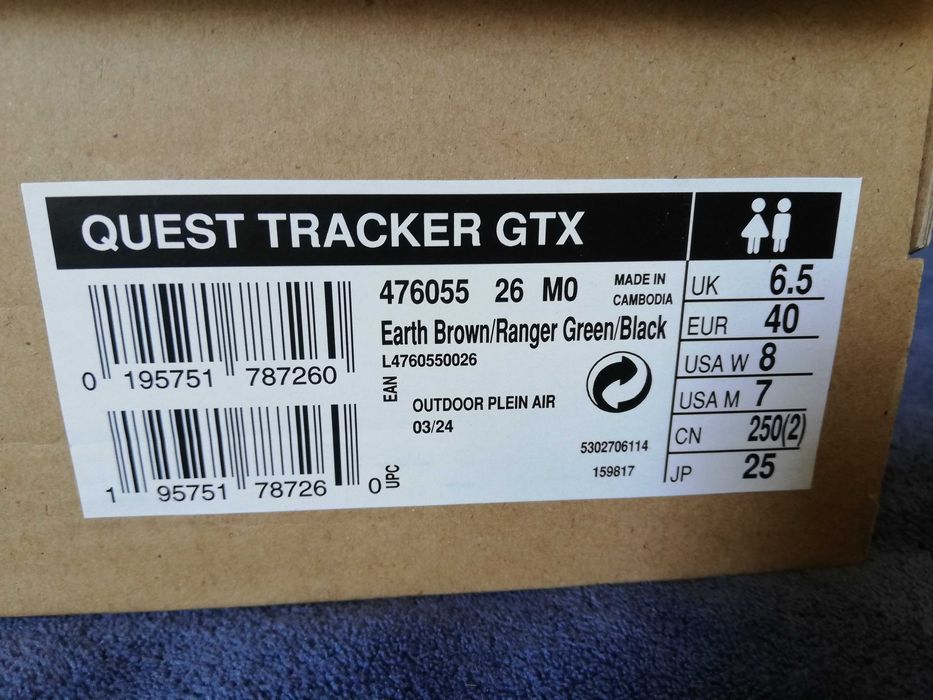 QUEST TRACKER GTX
476055 26 M0
MADE IN
CAMBODIA
Earth Brown/Ranger Green/Black
L4760550026
0 195751 787260
EAN
OUTDOOR PLEIN AIR
03/24
5302706114
159817
1 95751 78726 0
UPC
UK 6.5
EUR 40
USA W 8
USA M 7
CN 250(2)
JP 25